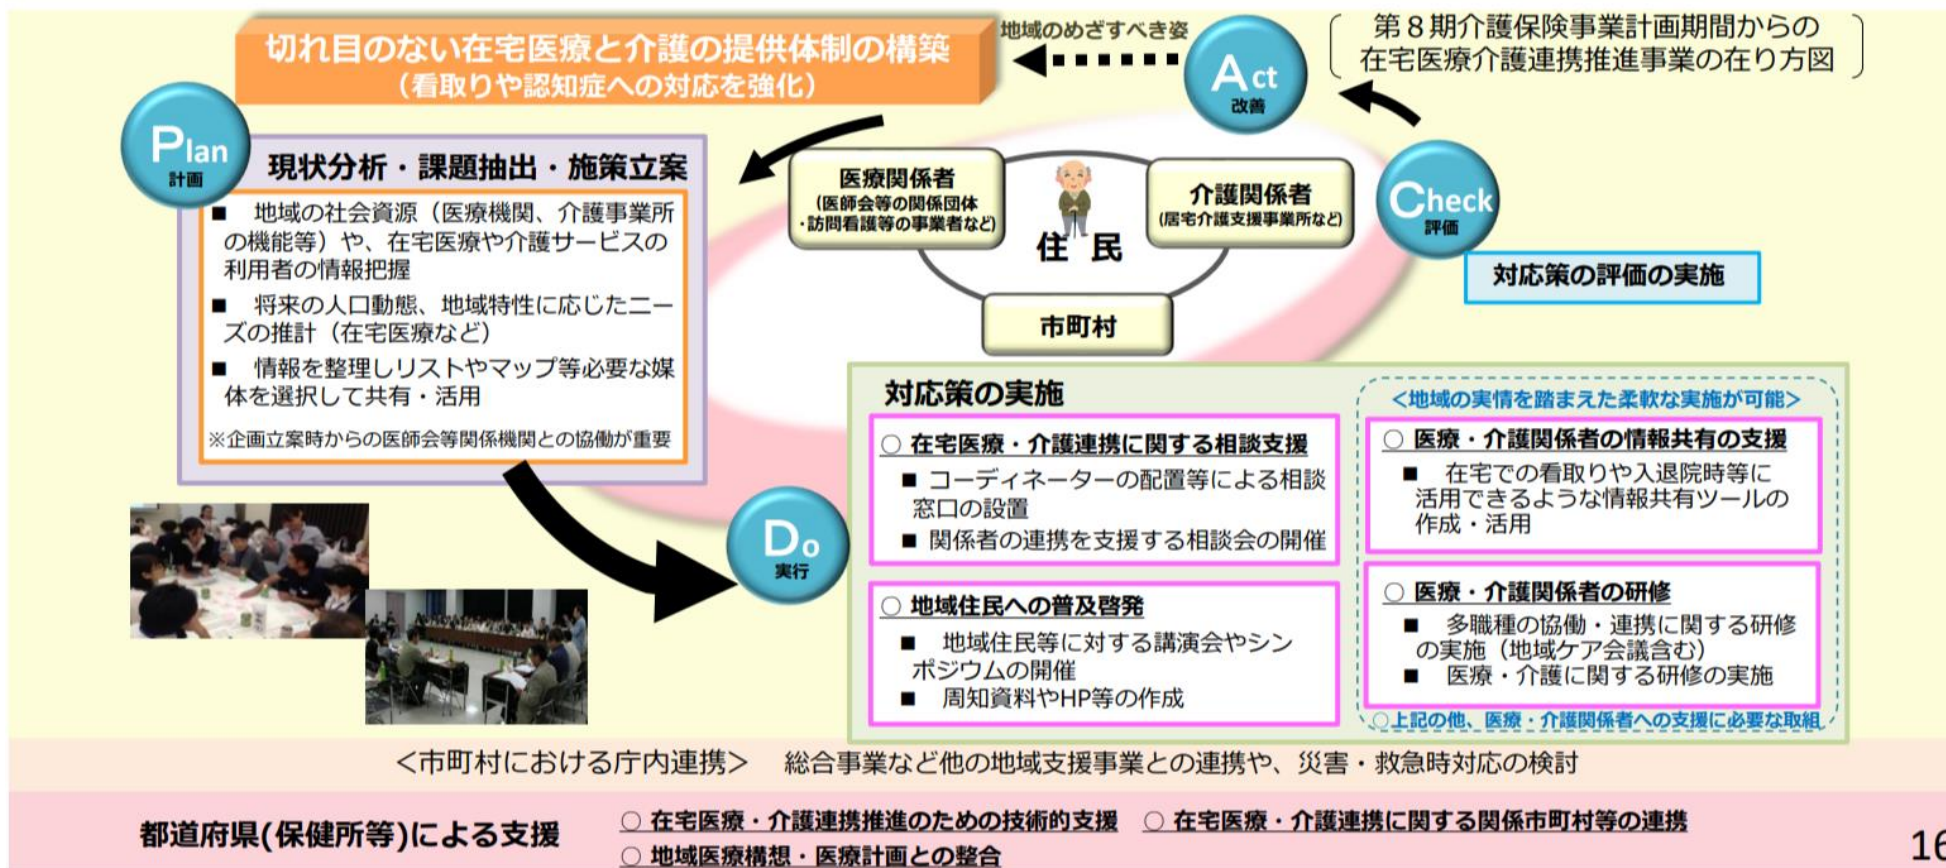 切れ目のない在宅医療と介護の提供体制の構築
（看取りや認知症への対応を強化）
地域のめざすべき姿
Act
改善
第８期介護保険事業計画期間からの
在宅医療介護連携推進事業の在り方図
Plan
計画
現状分析・課題抽出・施策立案
■ 地域の社会資源（医療機関、介護事業所
の機能等）や、在宅医療や介護サービスの
利用者の情報把握
■ 将来の人口動態、地域特性に応じたニー
ズの推計（在宅医療など）
■ 情報を整理しリストやマップ等必要な媒
体を選択して共有・活用
※企画立案時からの医師会等関係機関との協働が重要
医療関係者
(医師会等の関係団体
・訪問看護等の事業者など)
住 民
介護関係者
(居宅介護支援事業所など)
市町村
Check
評価
対応策の評価の実施
Do
実行
対応策の実施
○ 在宅医療・介護連携に関する相談支援
■ コーディネーターの配置等による相談
窓口の設置
■ 関係者の連携を支援する相談会の開催
○ 地域住民への普及啓発
■ 地域住民等に対する講演会やシン
ポジウムの開催
■ 周知資料やHP等の作成
＜地域の実情を踏まえた柔軟な実施が可能＞
○ 医療・介護関係者の情報共有の支援
■ 在宅での看取りや入退院時等に
活用できるような情報共有ツールの
作成・活用
○ 医療・介護関係者の研修
■ 多職種の協働・連携に関する研修
の実施（地域ケア会議含む）
■ 医療・介護に関する研修の実施
○上記の他、医療・介護関係者への支援に必要な取組
＜市町村における庁内連携＞ 総合事業など他の地域支援事業との連携や、災害・救急時対応の検討
都道府県(保健所等)による支援
○ 在宅医療・介護連携推進のための技術的支援 ○ 在宅医療・介護連携に関する関係市町村等の連携
○ 地域医療構想・医療計画との整合
16